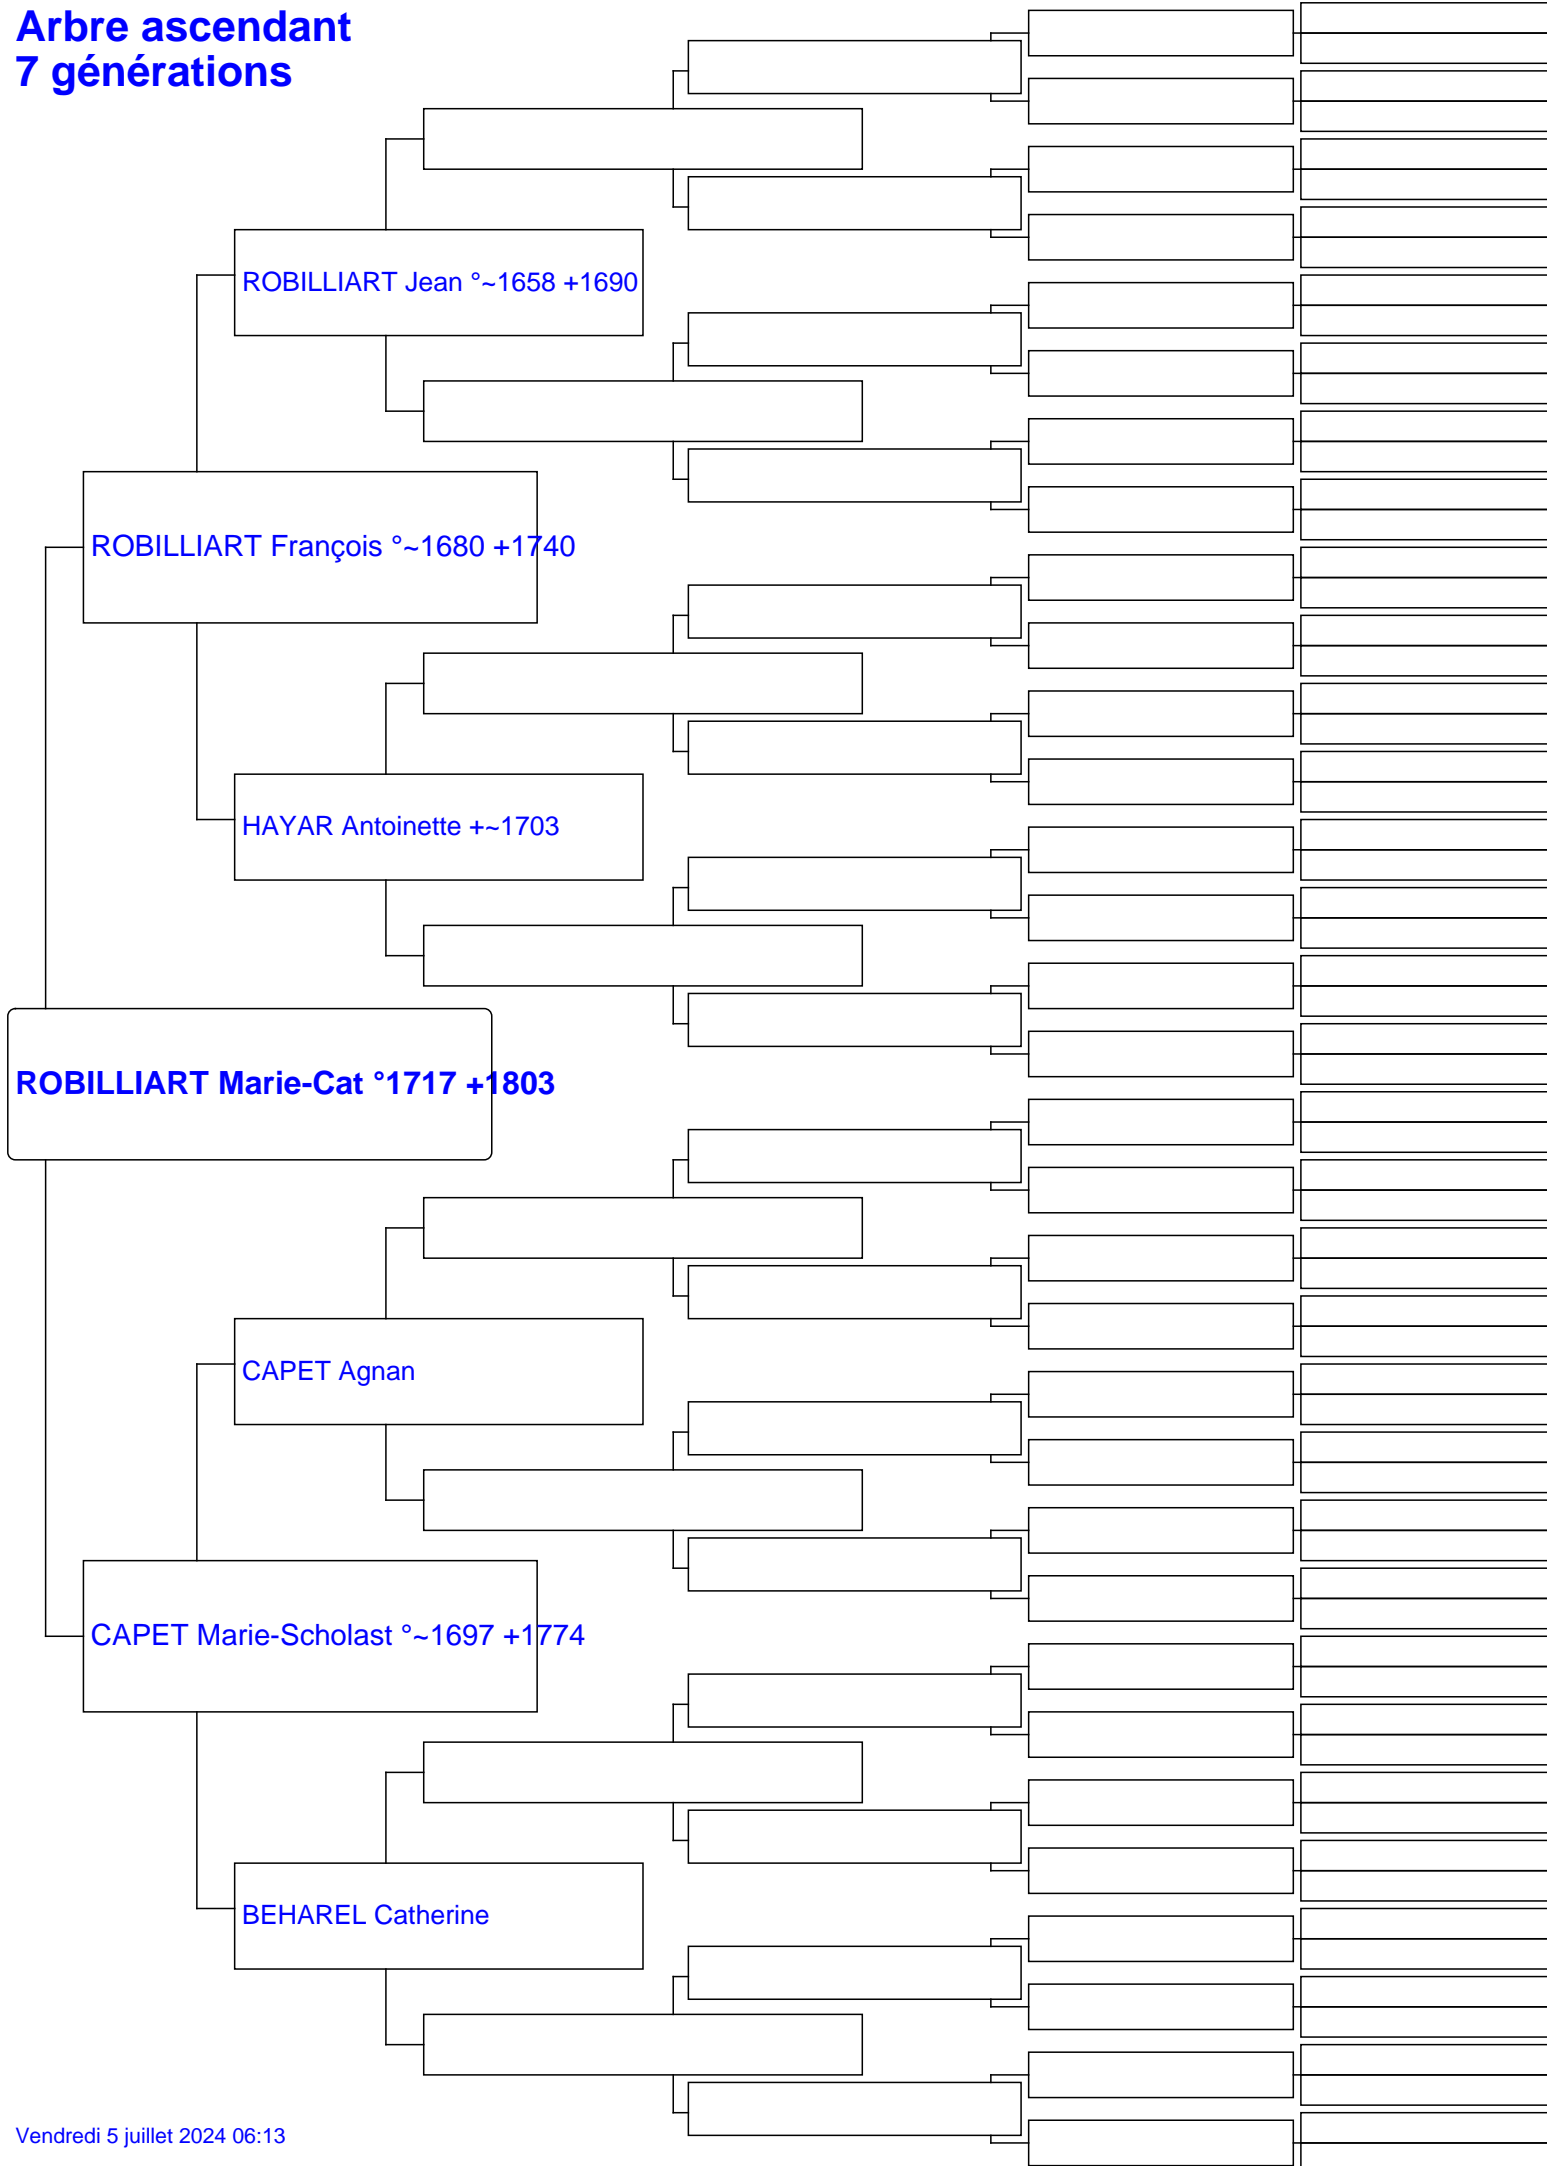 Arbre ascendant
7 générations
ROBILLIART Jean °~1658 +1690
ROBILLIART François °~1680 +1740
HAYAR Antoinette +~1703
ROBILLIART Marie-Cat °1717 +1803
CAPET Agnan
CAPET Marie-Scholast °~1697 +1774
BEHAREL Catherine
Vendredi 5 juillet 2024 06:13